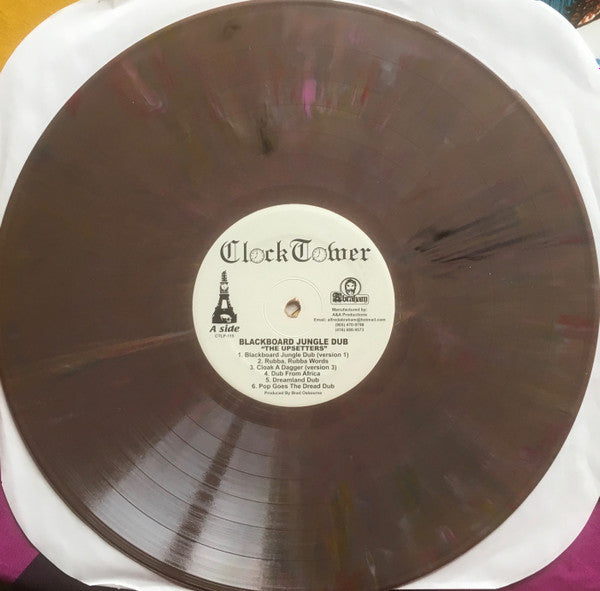 ClockTower
Abraham
Manufactured by:
A&A Productions
A side
CTLP-115
BLACKBOARD JUNGLE DUB
"THE UPSETTERS"
1. Blackboard Jungle Dub (version 1)
2. Rubba, Rubba Words
3. Cloak A Dagger (version 3)
4. Dub From Africa
5. Dreamland Dub
6. Pop Goes The Dread Dub
Produced By Brad Osbourne